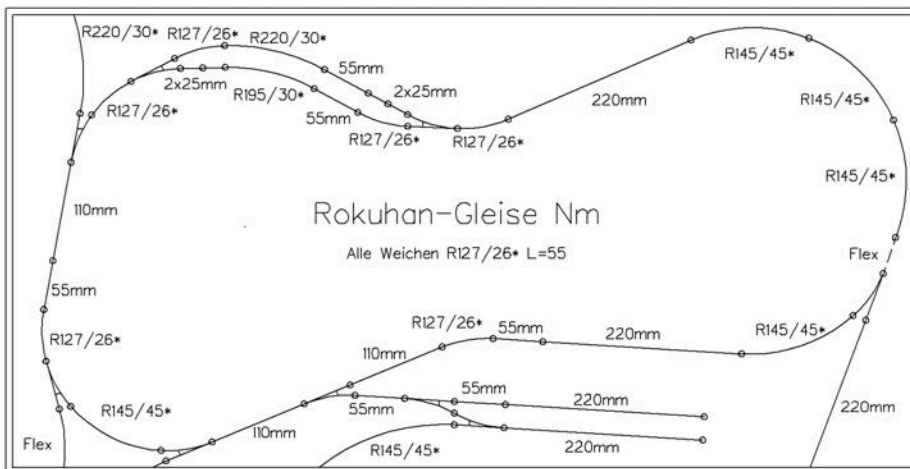 R220/30*
R127/26*
R220/30*
55mm
2x25mm
R127/26*
2x25mm
R195/30*
55mm
R127/26*
R127/26*
220mm
R145/45*
R145/45*
R145/45*
110mm
Rokuhan-Gleise Nm
Alle Weichen R127/26* L=55
Flex
55mm
R127/26*
R127/26*
55mm
220mm
R145/45*
110mm
R145/45*
55mm
55mm
220mm
220mm
110mm
Flex
R145/45*
220mm